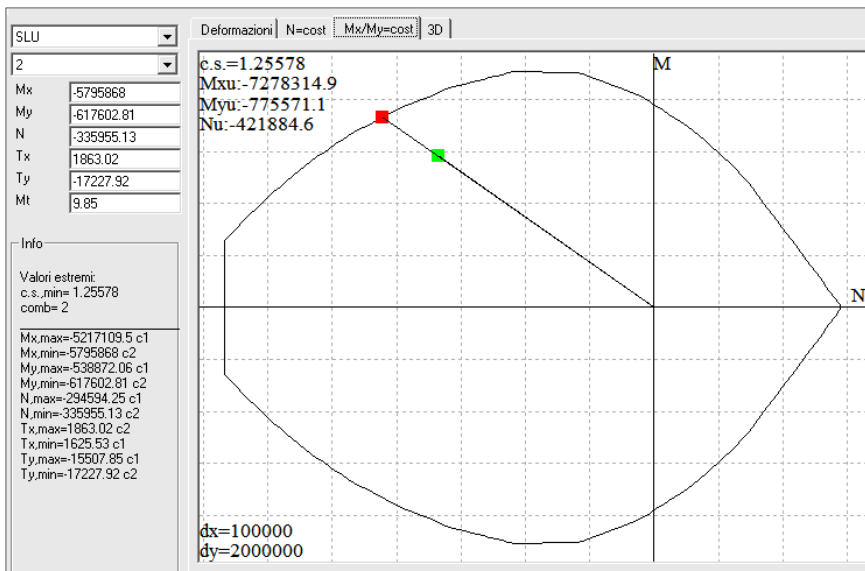 SLU
Deformazioni N=cost Mx/My=cost 3D
2
Mx -5795868
My -617602.81
N -335955.13
Tx 1863.02
Ty -17227.92
Mt 9.85
Info
Valori estremi:
c.s.,min= 1.25578
comb= 2
Mx,max=-5217109.5 c1
Mx,min=-5795868 c2
My,max=-538872.06 c1
My,min=-617602.81 c2
N,max=-294594.25 c1
N,min=-335955.13 c2
Tx,max=1863.02 c2
Tx,min=1625.53 c1
Ty,max=-15507.85 c1
Ty,min=-17227.92 c2
c.s.=1.25578
Mxu:-7278314.9
Myu:-775571.1
Nu:-421884.6
M
N
dx=100000
dy=2000000